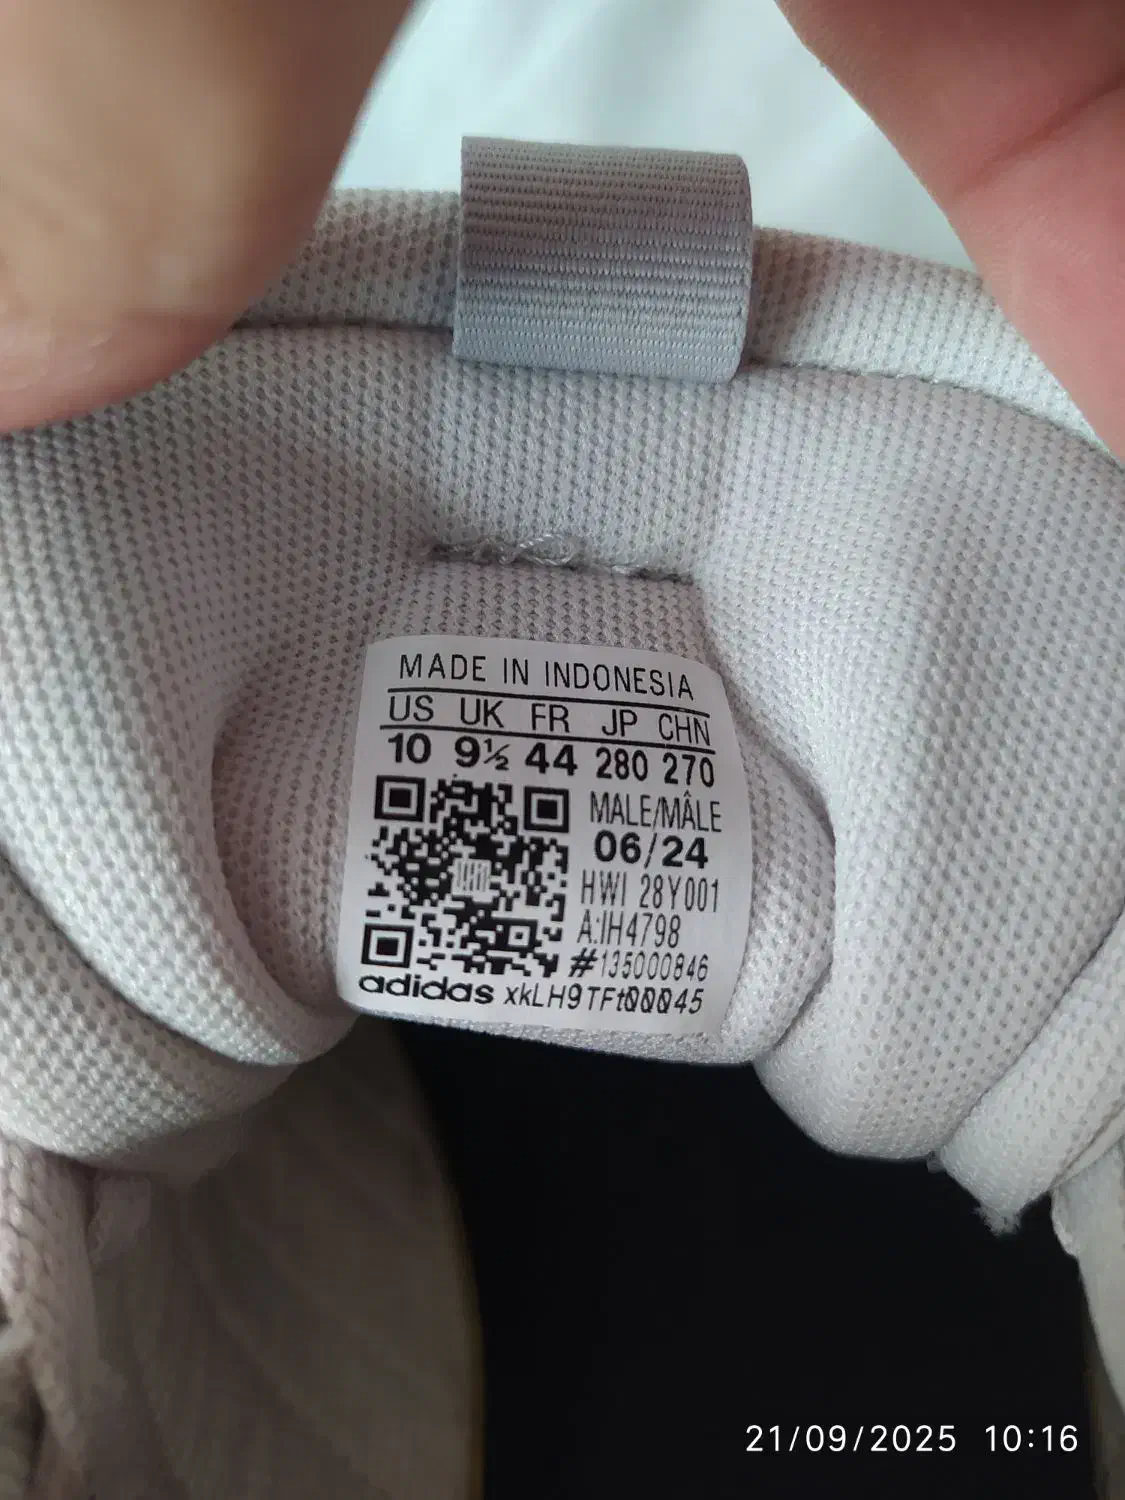 MADE IN INDONESIA
US UK FR JP CHN
10 9½ 44 280 270
MALE/MÂLE
06/24
HWI 28Y001
A:IH4798
#135000846
adidas xkLH9TFt00045
21/09/2025 10:16